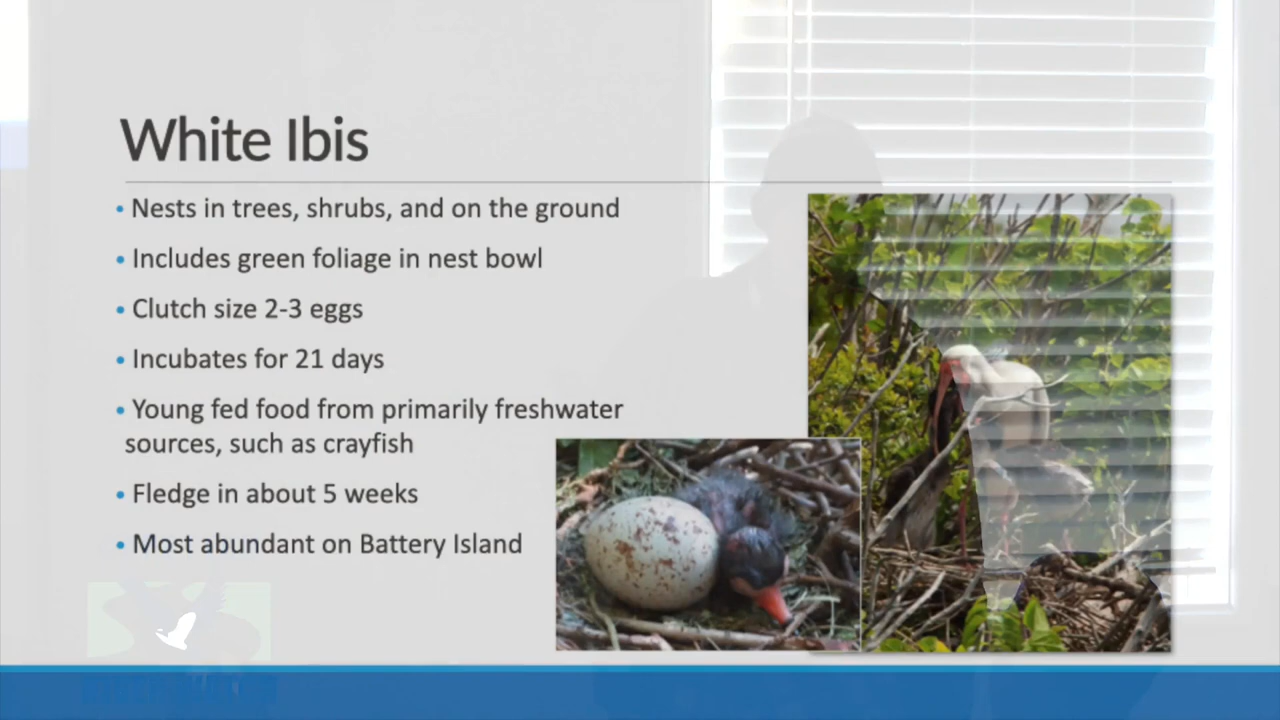 White Ibis
• Nests in trees, shrubs, and on the ground
• Includes green foliage in nest bowl
• Clutch size 2-3 eggs
• Incubates for 21 days
• Young fed food from primarily freshwater
sources, such as crayfish
• Fledge in about 5 weeks
• Most abundant on Battery Island